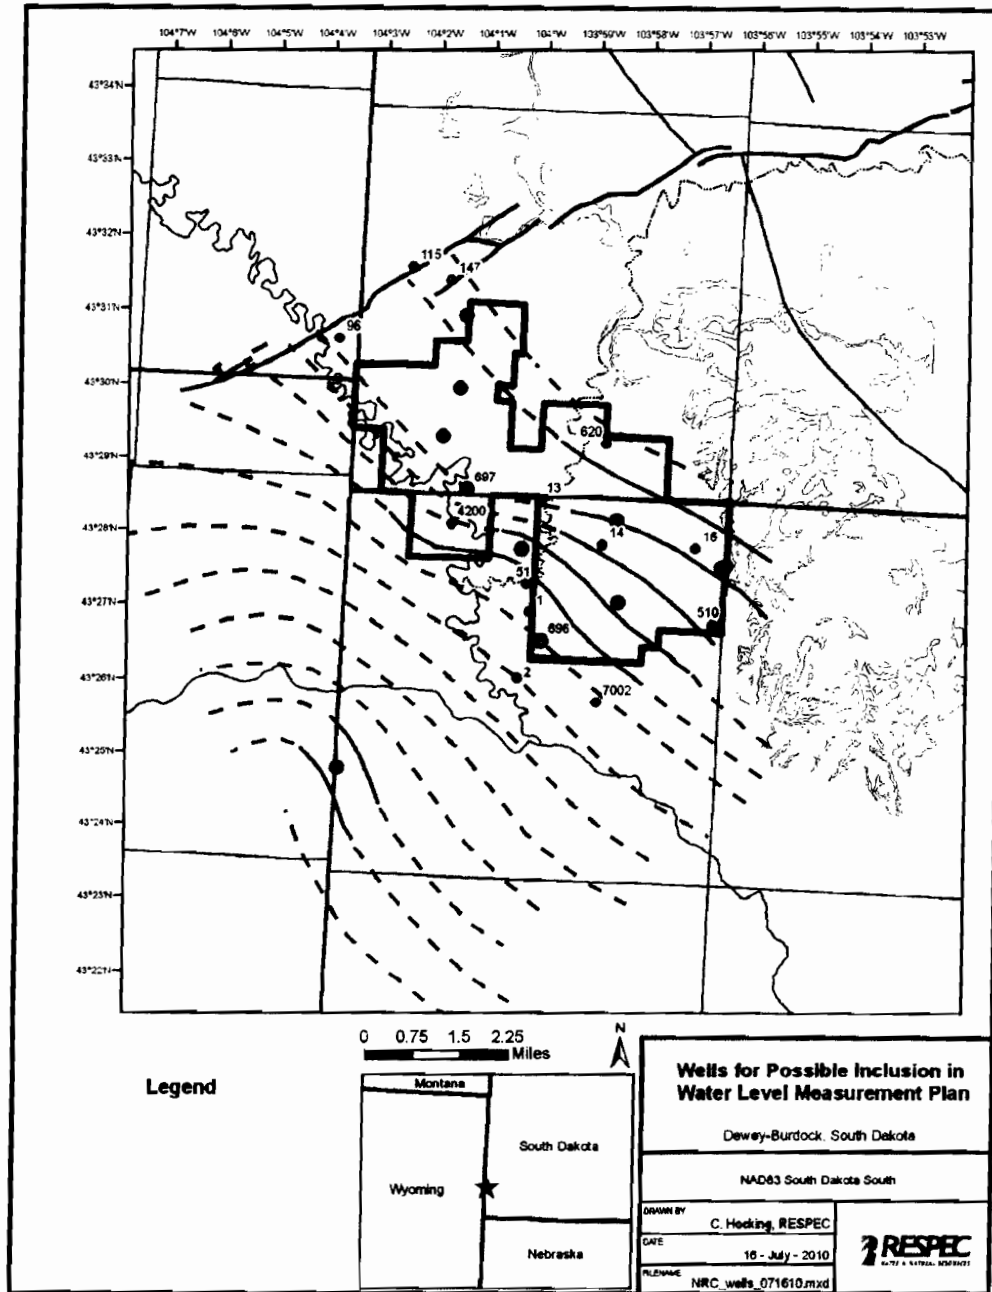 104°7'W 104°6'W 104°5'W 104°4'W 104°3'W 104°2'W 104°1'W 104°W 103°59'W 103°58'W 103°57'W 103°56'W 103°55'W 103°54'W 103°53'W
43°34'N
43°33'N
43°32'N
115
147
43°31'N
96
43°30'N
620
43°29'N
697
13
4200
43°28'N
14
16
51
43°27'N
1
510
696
43°26'N
2
7002
43°25'N
43°24'N
43°23'N
43°22'N
0 0.75 1.5 2.25
Miles
N
Legend
Montana
South Dakota
Wyoming
Nebraska
Wells for Possible Inclusion in
Water Level Measurement Plan
Dewey-Burdock, South Dakota
NAD83 South Dakota South
DRAWN BY
C. Hocking, RESPEC
DATE
16 - July - 2010
FILENAME
NRC_wells_071610.mxd
RESPEC